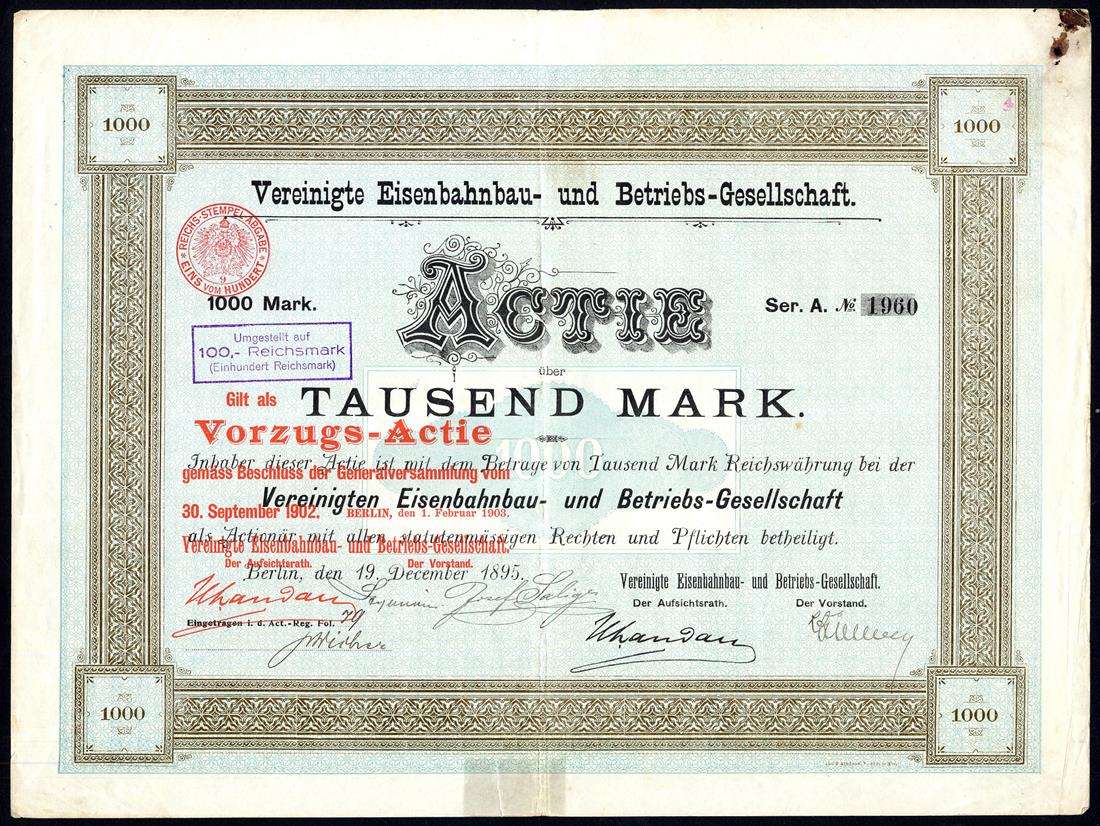 1000
1000
Vereinigte Eisenbahnbau- und Betriebs-Gesellschaft.
REICHS-STEMPELABGABE
EINS VOM HUNDERT
9
ACTIE
1000 Mark.
Ser. A. № 1960
Umgestellt auf
100,- Reichsmark
(Einhundert Reichsmark)
über
TAUSEND MARK.
Gilt als
Vorzugs-Actie
1000
Inhaber dieser Actie ist mit dem Betrage von Tausend Mark Reichswährung bei der
gemäss Beschluss der Generalversammlung vom
Vereinigten Eisenbahnbau- und Betriebs-Gesellschaft
30. September 1902. BERLIN, den 1. Februar 1903.
als Actionär mit allen statutenmässigen Rechten und Pflichten betheiligt.
Vereinigte Eisenbahnbau- und Betriebs-Gesellschaft.
Der Aufsichtsrath. Der Vorstand.
Berlin, den 19. December 1895.
Vereinigte Eisenbahnbau- und Betriebs-Gesellschaft.
Der Aufsichtsrath. Der Vorstand.
Eingetragen i. d. Act.-Reg. Fol. 79
1000
1000